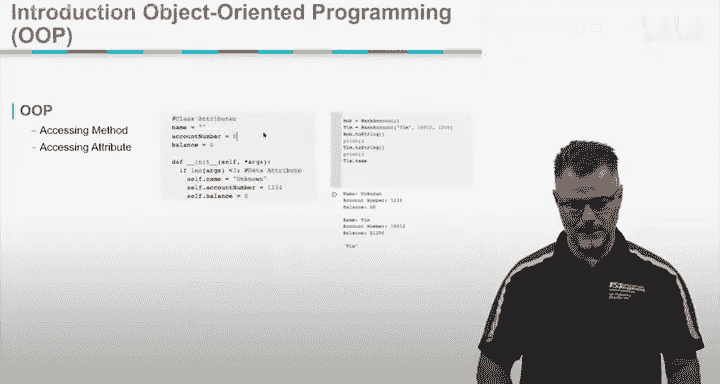 Introduction Object-Oriented Programming
(OOP)
OOP
– Accessing Method
– Accessing Attribute
#Class Attributes
name = ""
accountNumber = 0
balance = 0
def __init__(self, *args):
if len(args) <3: #Data Attribute
self.name = "Unknown"
self.accountNumber = 1234
self.balance = 0
Bob = BankAccount()
Tim = BankAccount("Tim", 10012, 1200)
Bob.toString()
print()
Tim.toString()
print()
Tim.name
Name: Unknown
Account Number: 1234
Balance: $0
Name: Tim
Account Number: 10012
Balance: $1200
'Tim'